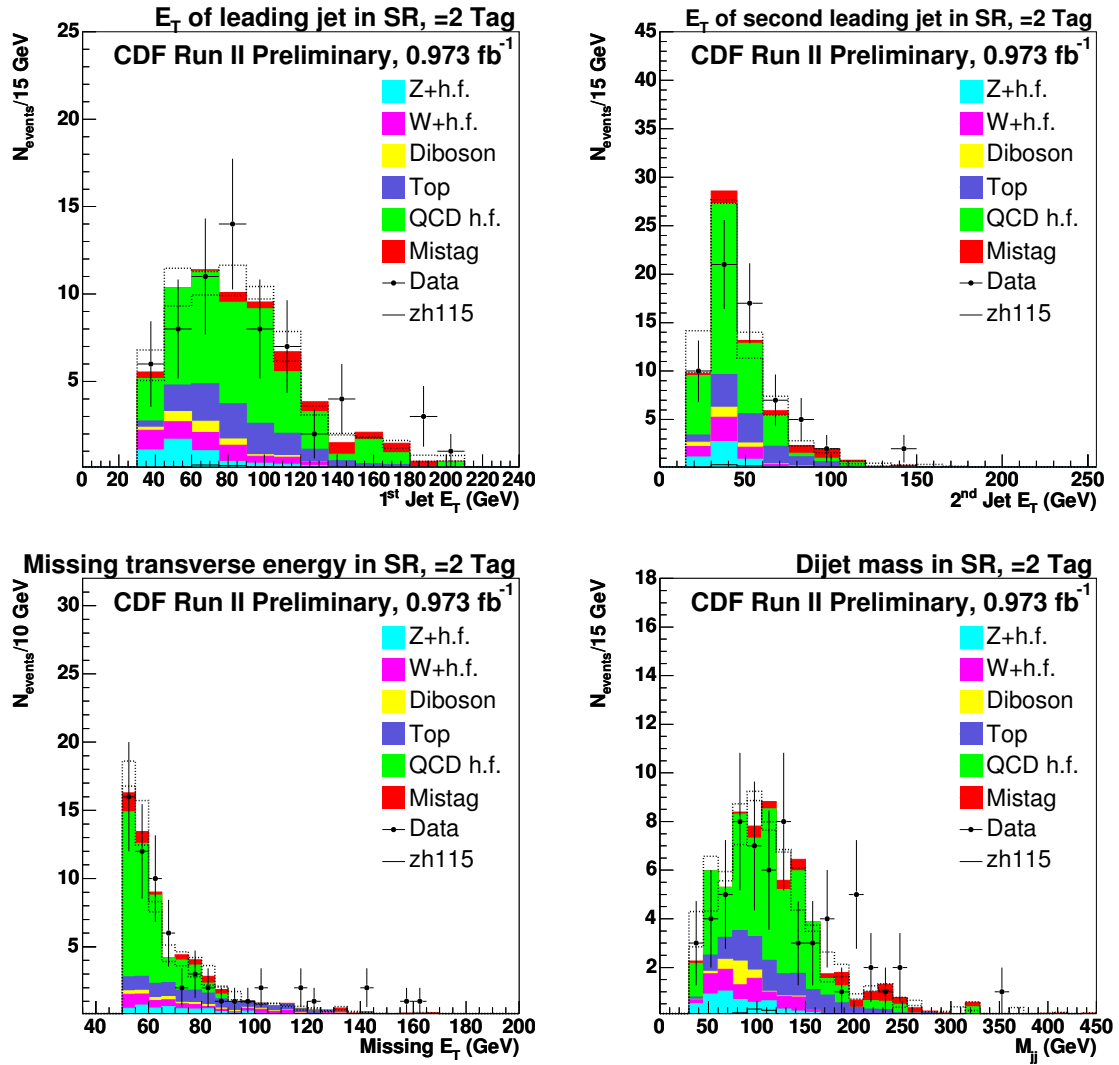 E_T of leading jet in SR, =2 Tag
CDF Run II Preliminary, 0.973 fb^-1
N_events/15 GeV
25
20
15
10
5
Z+h.f.
W+h.f.
Diboson
Top
QCD h.f.
Mistag
Data
zh115
0 20 40 60 80 100 120 140 160 180 200 210 220 240
1^st Jet E_T (GeV)
E_T of second leading jet in SR, =2 Tag
CDF Run II Preliminary, 0.973 fb^-1
N_events/15 GeV
45
40
35
30
25
20
15
10
5
Z+h.f.
W+h.f.
Diboson
Top
QCD h.f.
Mistag
Data
zh115
0 50 100 150 200 250
2^nd Jet E_T (GeV)
Missing transverse energy in SR, =2 Tag
CDF Run II Preliminary, 0.973 fb^-1
N_events/10 GeV
30
25
20
15
10
5
Z+h.f.
W+h.f.
Diboson
Top
QCD h.f.
Mistag
Data
zh115
40 60 80 100 120 140 160 180 200
Missing E_T (GeV)
Dijet mass in SR, =2 Tag
CDF Run II Preliminary, 0.973 fb^-1
N_events/15 GeV
18
16
14
12
10
8
6
4
2
Z+h.f.
W+h.f.
Diboson
Top
QCD h.f.
Mistag
Data
zh115
0 50 100 150 200 250 300 350 400 450
M_jj (GeV)